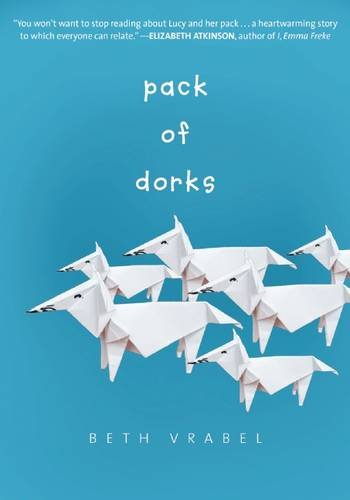 “You won’t want to stop reading about Lucy and her pack . . . a heartwarming story
to which everyone can relate.” —ELIZABETH ATKINSON, author of I, Emma Freke
pack
of
dorks
BETH VRABEL